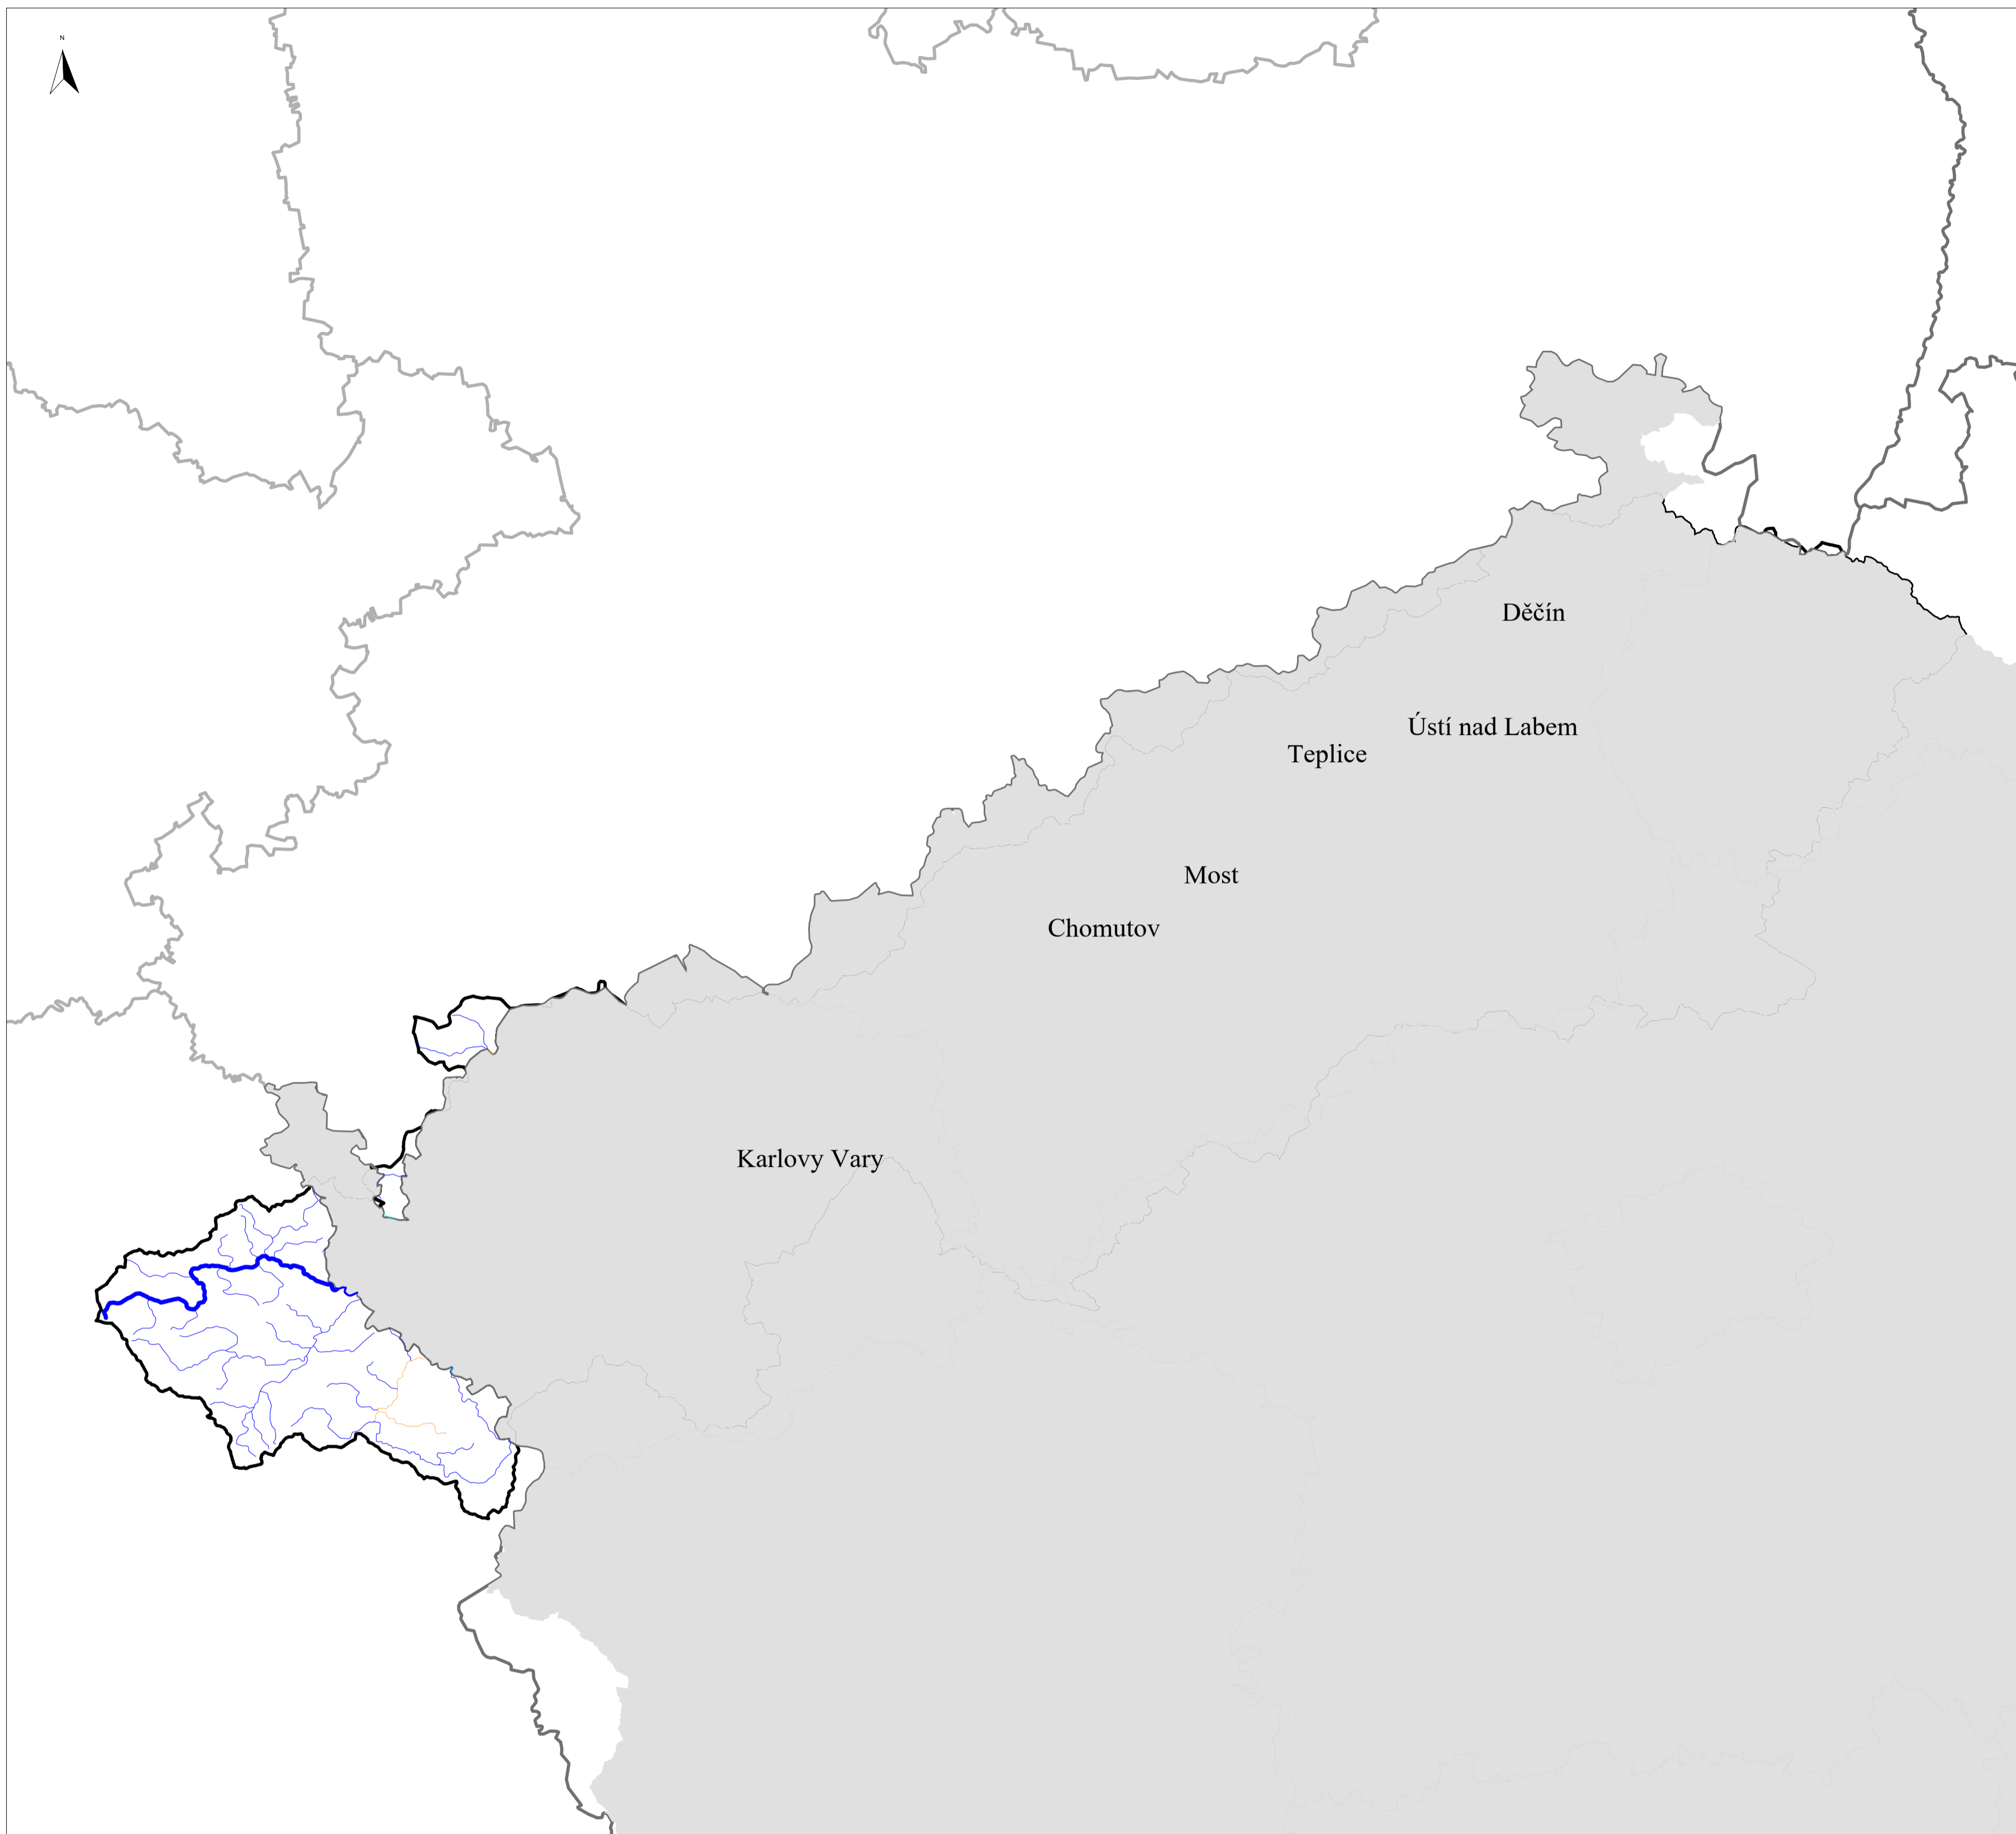 N
Děčín
Ústí nad Labem
Teplice
Most
Chomutov
Karlovy Vary